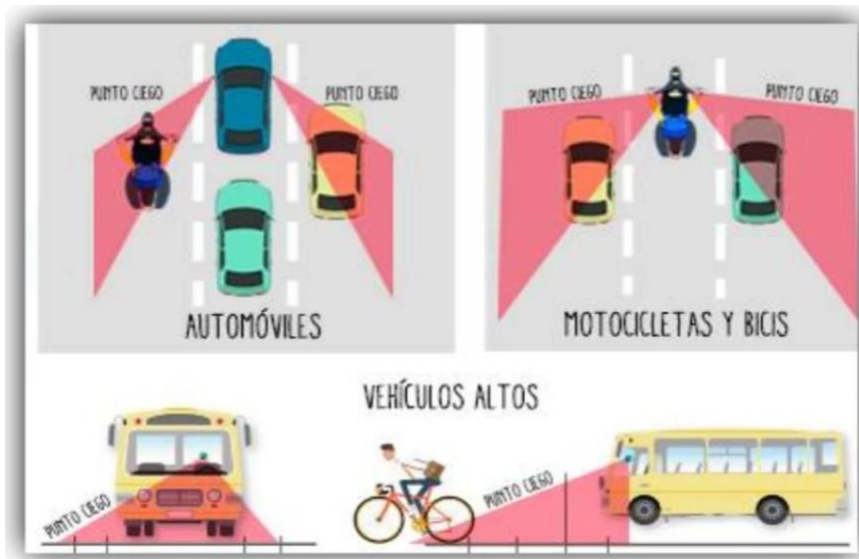 PUNTO CIEGO
PUNTO CIEGO
AUTOMÓVILES
PUNTO CIEGO
PUNTO CIEGO
MOTOCICLETAS Y BICIS
VEHÍCULOS ALTOS
PUNTO CIEGO
PUNTO CIEGO